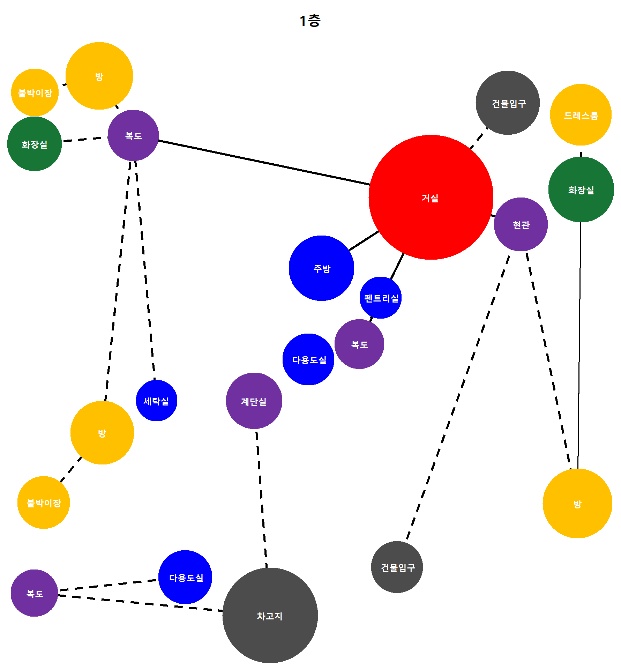 1층
방
붙박이장
건물입구
드레스룸
복도
화장실
화장실
거실
현관
주방
펜트리실
복도
다용도실
세탁실
계단실
방
붙박이장
방
건물입구
다용도실
복도
차고지